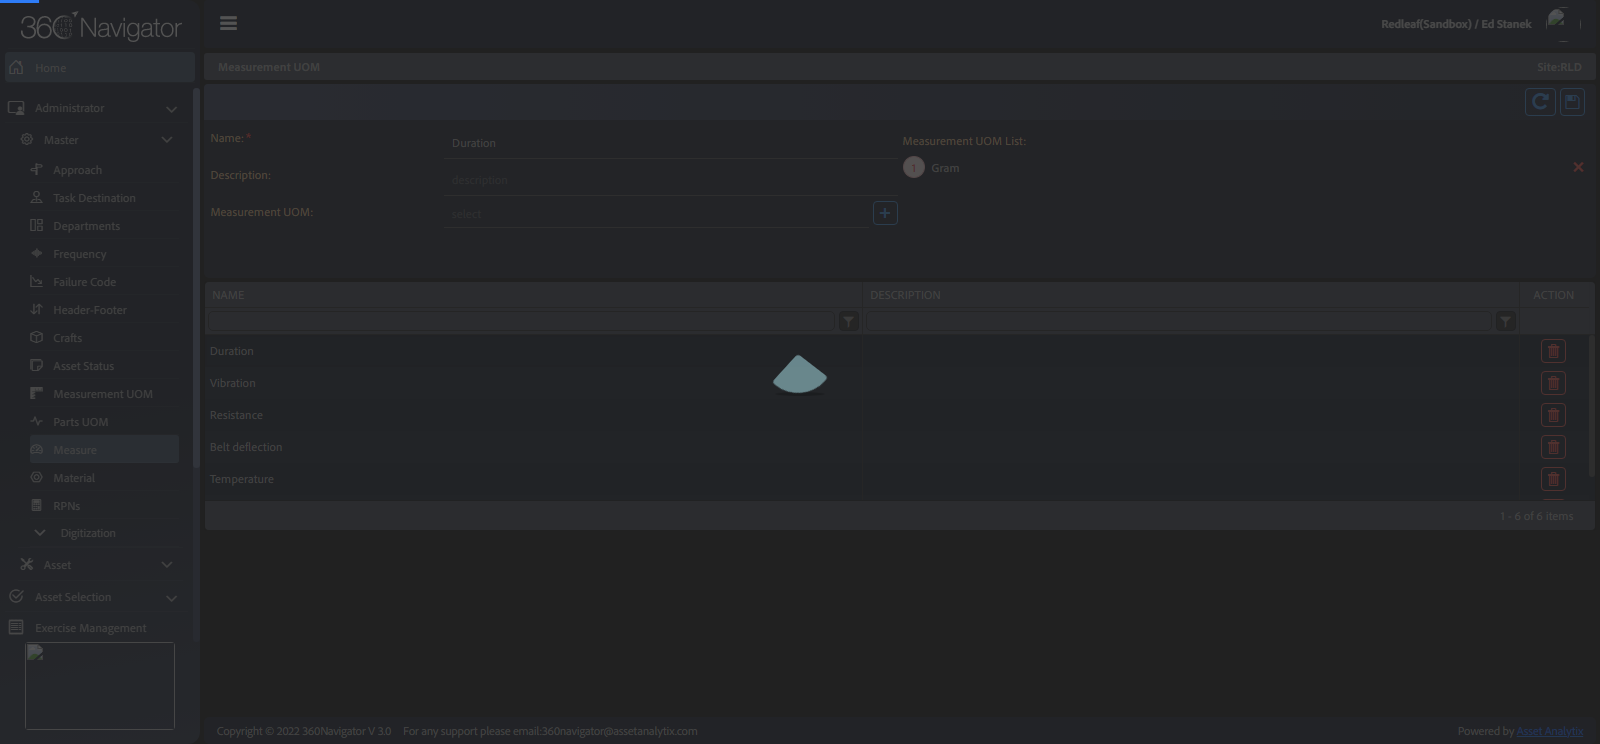 360 Navigator
Redleaf(Sandbox) / Ed Stanek
Home
Measurement UOM
Site:RLD
Administrator
Master
Approach
Task Destination
Departments
Frequency
Failure Code
Header-Footer
Crafts
Asset Status
Measurement UOM
Parts UOM
Measure
Material
RPNs
Digitization
Asset
Asset Selection
Exercise Management
Name: *
Duration
Description:
description
Measurement UOM:
select
Measurement UOM List:
1 Gram
NAME DESCRIPTION ACTION
Duration
Vibration
Resistance
Belt deflection
Temperature
1 - 6 of 6 items
Copyright © 2022 360Navigator V 3.0 For any support please email:360navigator@assetanalytix.com
Powered by Asset Analytix